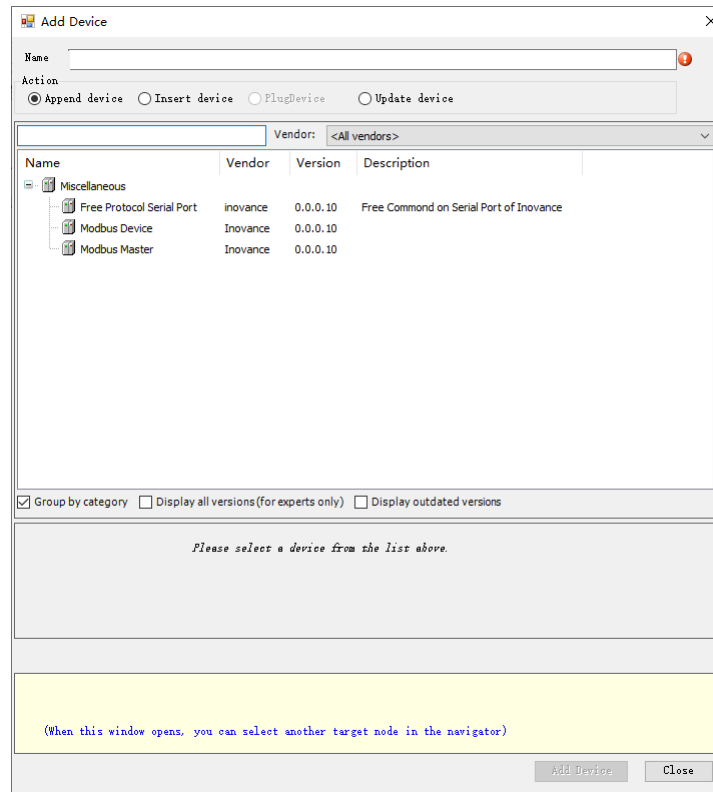 Add Device
Name
Action
Append device Insert device PlugDevice Update device
Vendor: <All vendors>
Name Vendor Version Description
Miscellaneous
Free Protocol Serial Port inovance 0.0.0.10 Free Commond on Serial Port of Inovance
Modbus Device Inovance 0.0.0.10
Modbus Master Inovance 0.0.0.10
Group by category Display all versions(for experts only) Display outdated versions
Please select a device from the list above.
(When this window opens, you can select another target node in the navigator)
Add Device Close